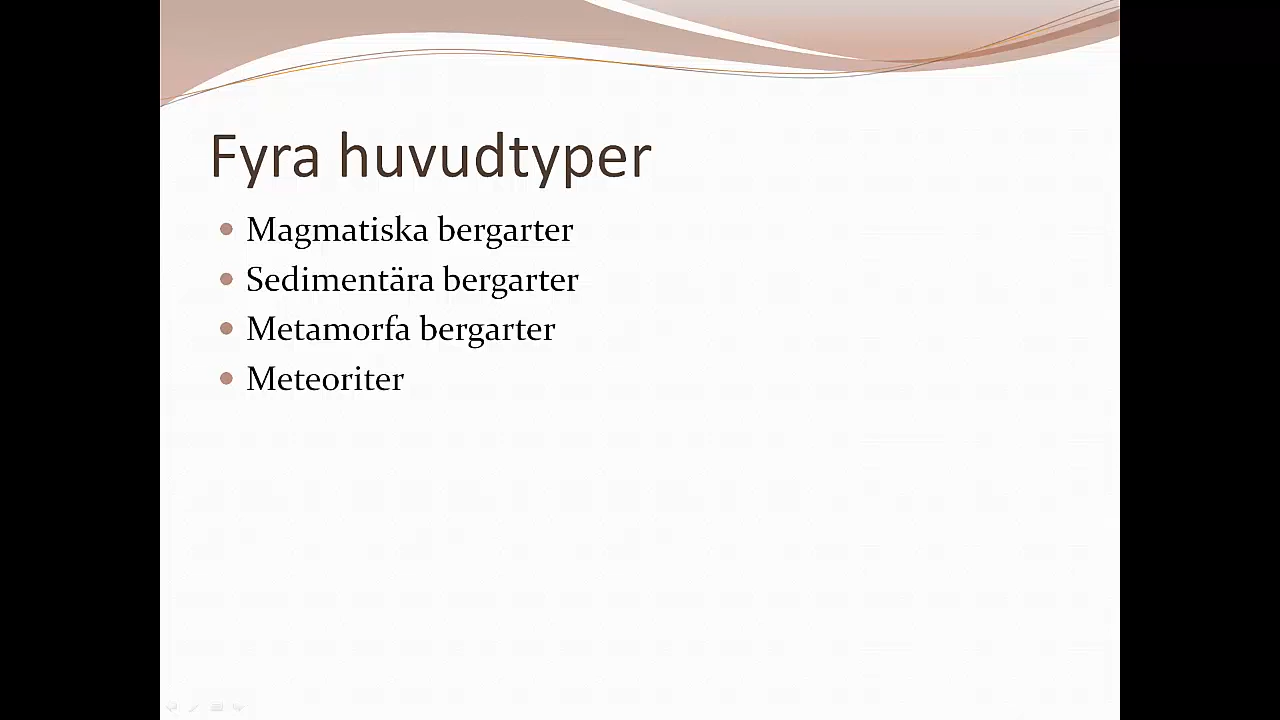 Fyra huvudtyper
Magmatiska bergarter
Sedimentära bergarter
Metamorfa bergarter
Meteoriter